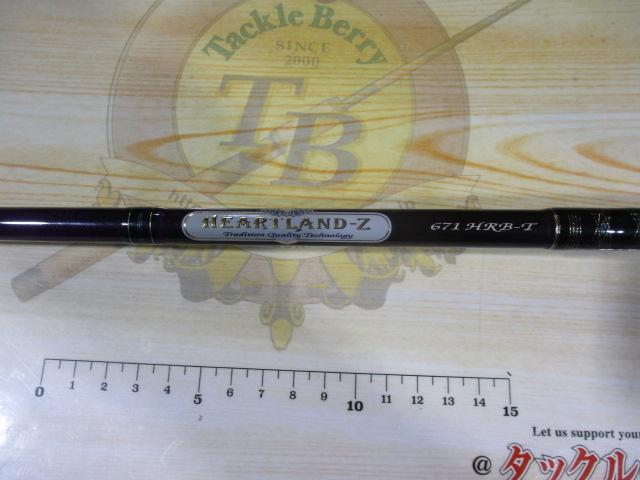 Tackle Berry
SINCE
2000
TB
HEARTLAND-Z
Tradition Quality Technology
671 HRB-T
0 1 2 3 4 5 6 7 8 9 10 11 12 13 14 15
Let us support your
@タックル